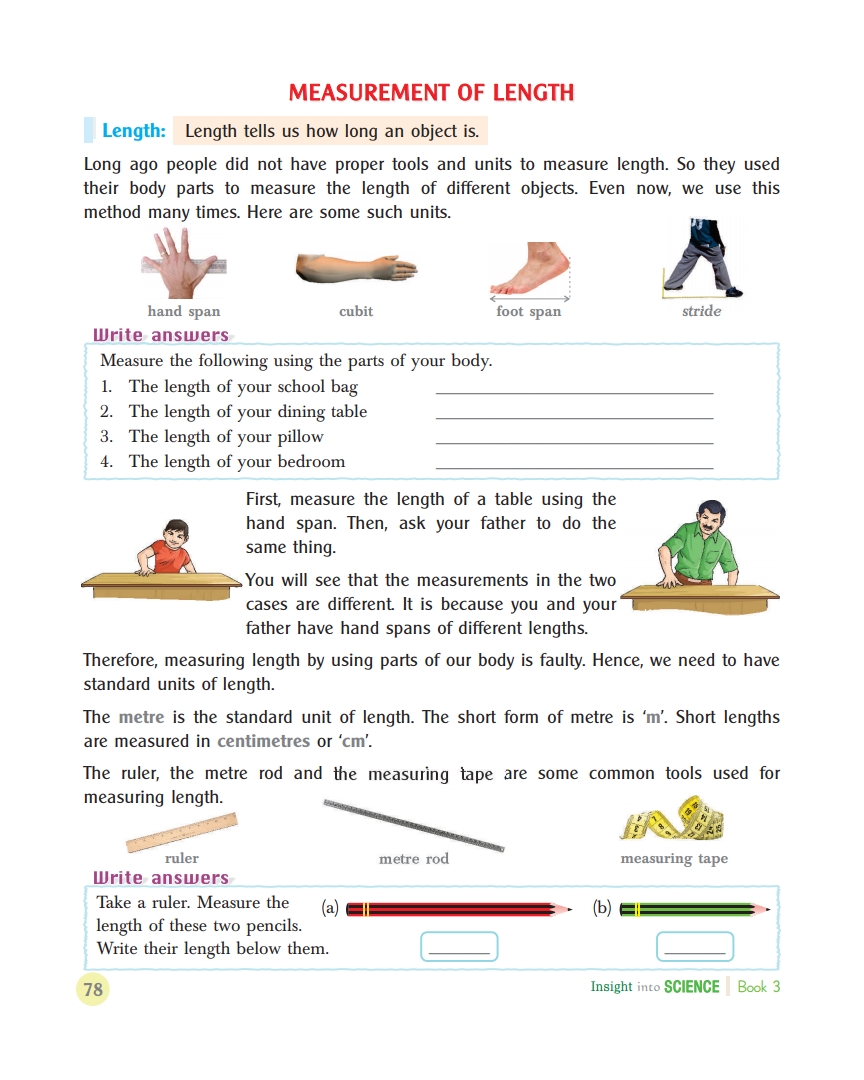 MEASUREMENT OF LENGTH
Length: Length tells us how long an object is.
Long ago people did not have proper tools and units to measure length. So they used
their body parts to measure the length of different objects. Even now, we use this
method many times. Here are some such units.
hand span cubit foot span stride
Write answers
Measure the following using the parts of your body.
1. The length of your school bag
2. The length of your dining table
3. The length of your pillow
4. The length of your bedroom
First, measure the length of a table using the
hand span. Then, ask your father to do the
same thing.
You will see that the measurements in the two
cases are different. It is because you and your
father have hand spans of different lengths.
Therefore, measuring length by using parts of our body is faulty. Hence, we need to have
standard units of length.
The metre is the standard unit of length. The short form of metre is ‘m’. Short lengths
are measured in centimetres or ‘cm’.
The ruler, the metre rod and the measuring tape are some common tools used for
measuring length.
ruler metre rod measuring tape
Write answers
Take a ruler. Measure the
length of these two pencils.
Write their length below them.
(a) (b)
78
Insight into SCIENCE Book 3